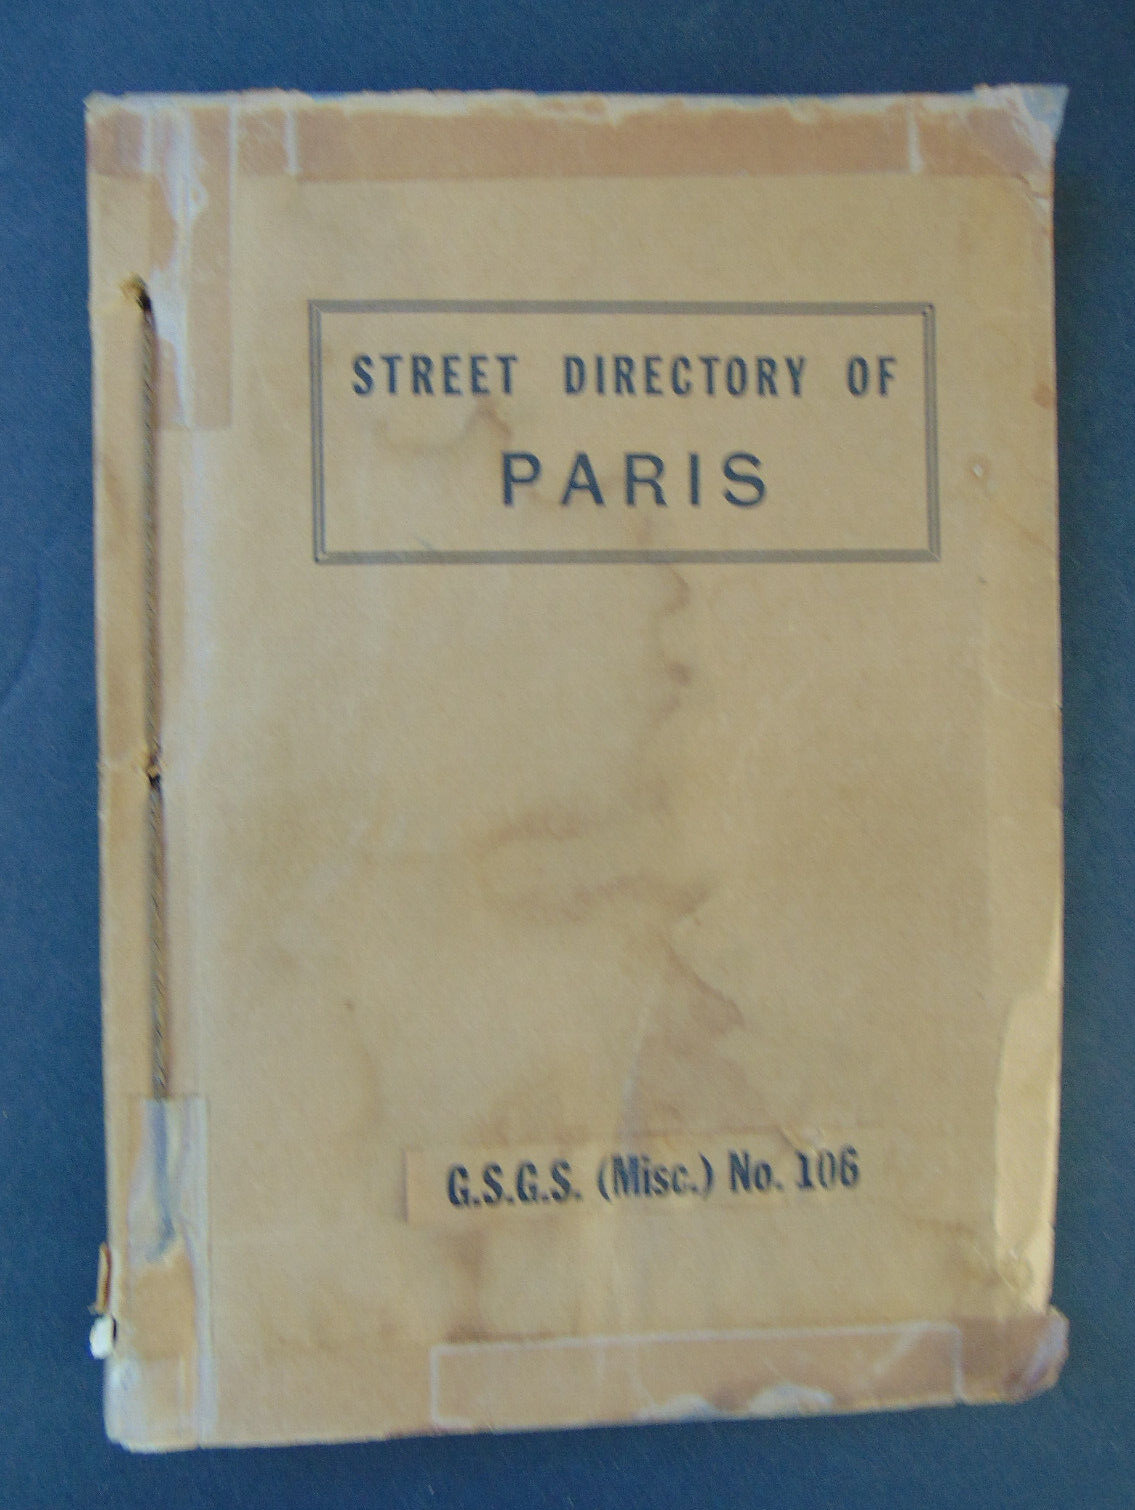 STREET DIRECTORY OF
PARIS
G.S.G.S. (Misc.) No. 106